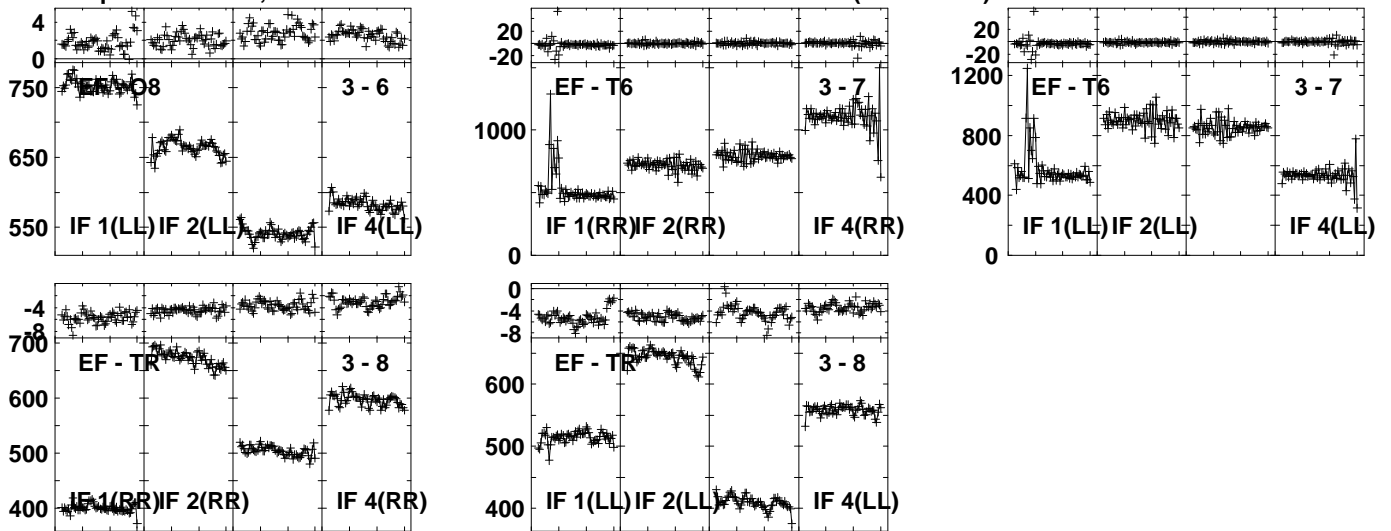 4
0
750
650
550
EF - O8
3 - 6
IF 1(LL)
IF 2(LL)
IF 4(LL)
20
-20
1000
0
EF - T6
3 - 7
IF 1(RR)
IF 2(RR)
IF 4(RR)
20
-20
1200
800
400
0
EF - T6
3 - 7
IF 1(LL)
IF 2(LL)
IF 4(LL)
-4
-8
700
600
500
400
EF - TR
3 - 8
IF 1(RR)
IF 2(RR)
IF 4(RR)
0
-4
-8
600
500
400
EF - TR
3 - 8
IF 1(LL)
IF 2(LL)
IF 4(LL)